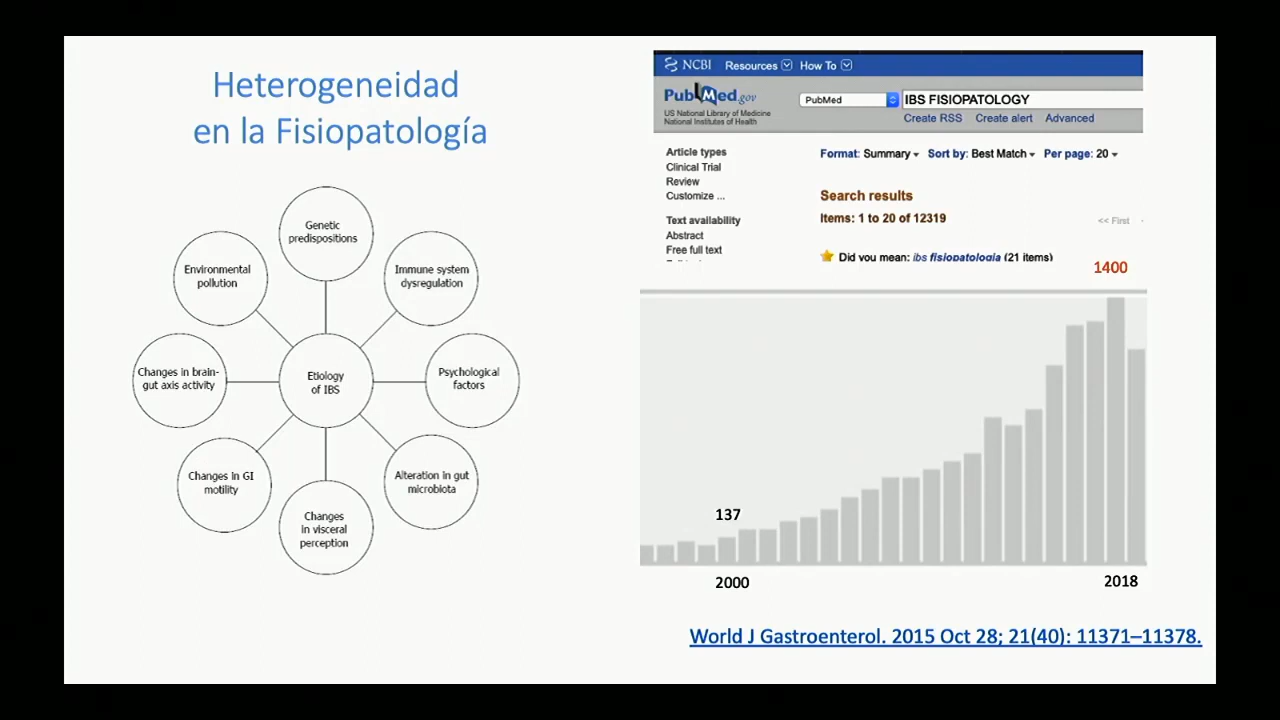 Heterogeneidad
en la Fisiopatología
Genetic
predispositions
Immune system
dysregulation
Psychological
factors
Alteration in gut
microbiota
Changes
in visceral
perception
Changes in GI
motility
Changes in brain-
gut axis activity
Environmental
pollution
Etiology
of IBS
NCBI Resources How To
PubMed.gov
US National Library of Medicine
National Institutes of Health
PubMed
IBS FISIOPATOLOGY
Create RSS Create alert Advanced
Article types
Clinical Trial
Review
Customize ...
Text availability
Abstract
Free full text
Format: Summary Sort by: Best Match Per page: 20
Search results
Items: 1 to 20 of 12319
<< First
Did you mean: ibs fisiopatologia (21 items)
1400
137
2000
2018
World J Gastroenterol. 2015 Oct 28; 21(40): 11371–11378.